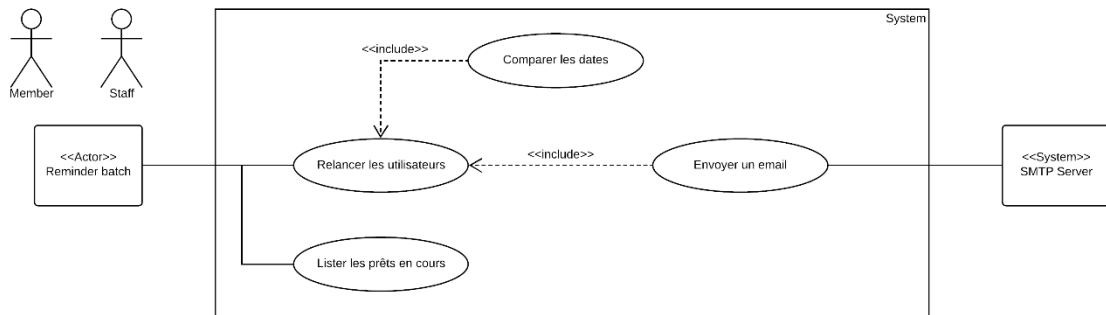 System
<<include>>
Comparer les dates
Member
Staff
<<Actor>>
Reminder batch
Relancer les utilisateurs
<<include>>
Envoyer un email
<<System>>
SMTP Server
Lister les prêts en cours